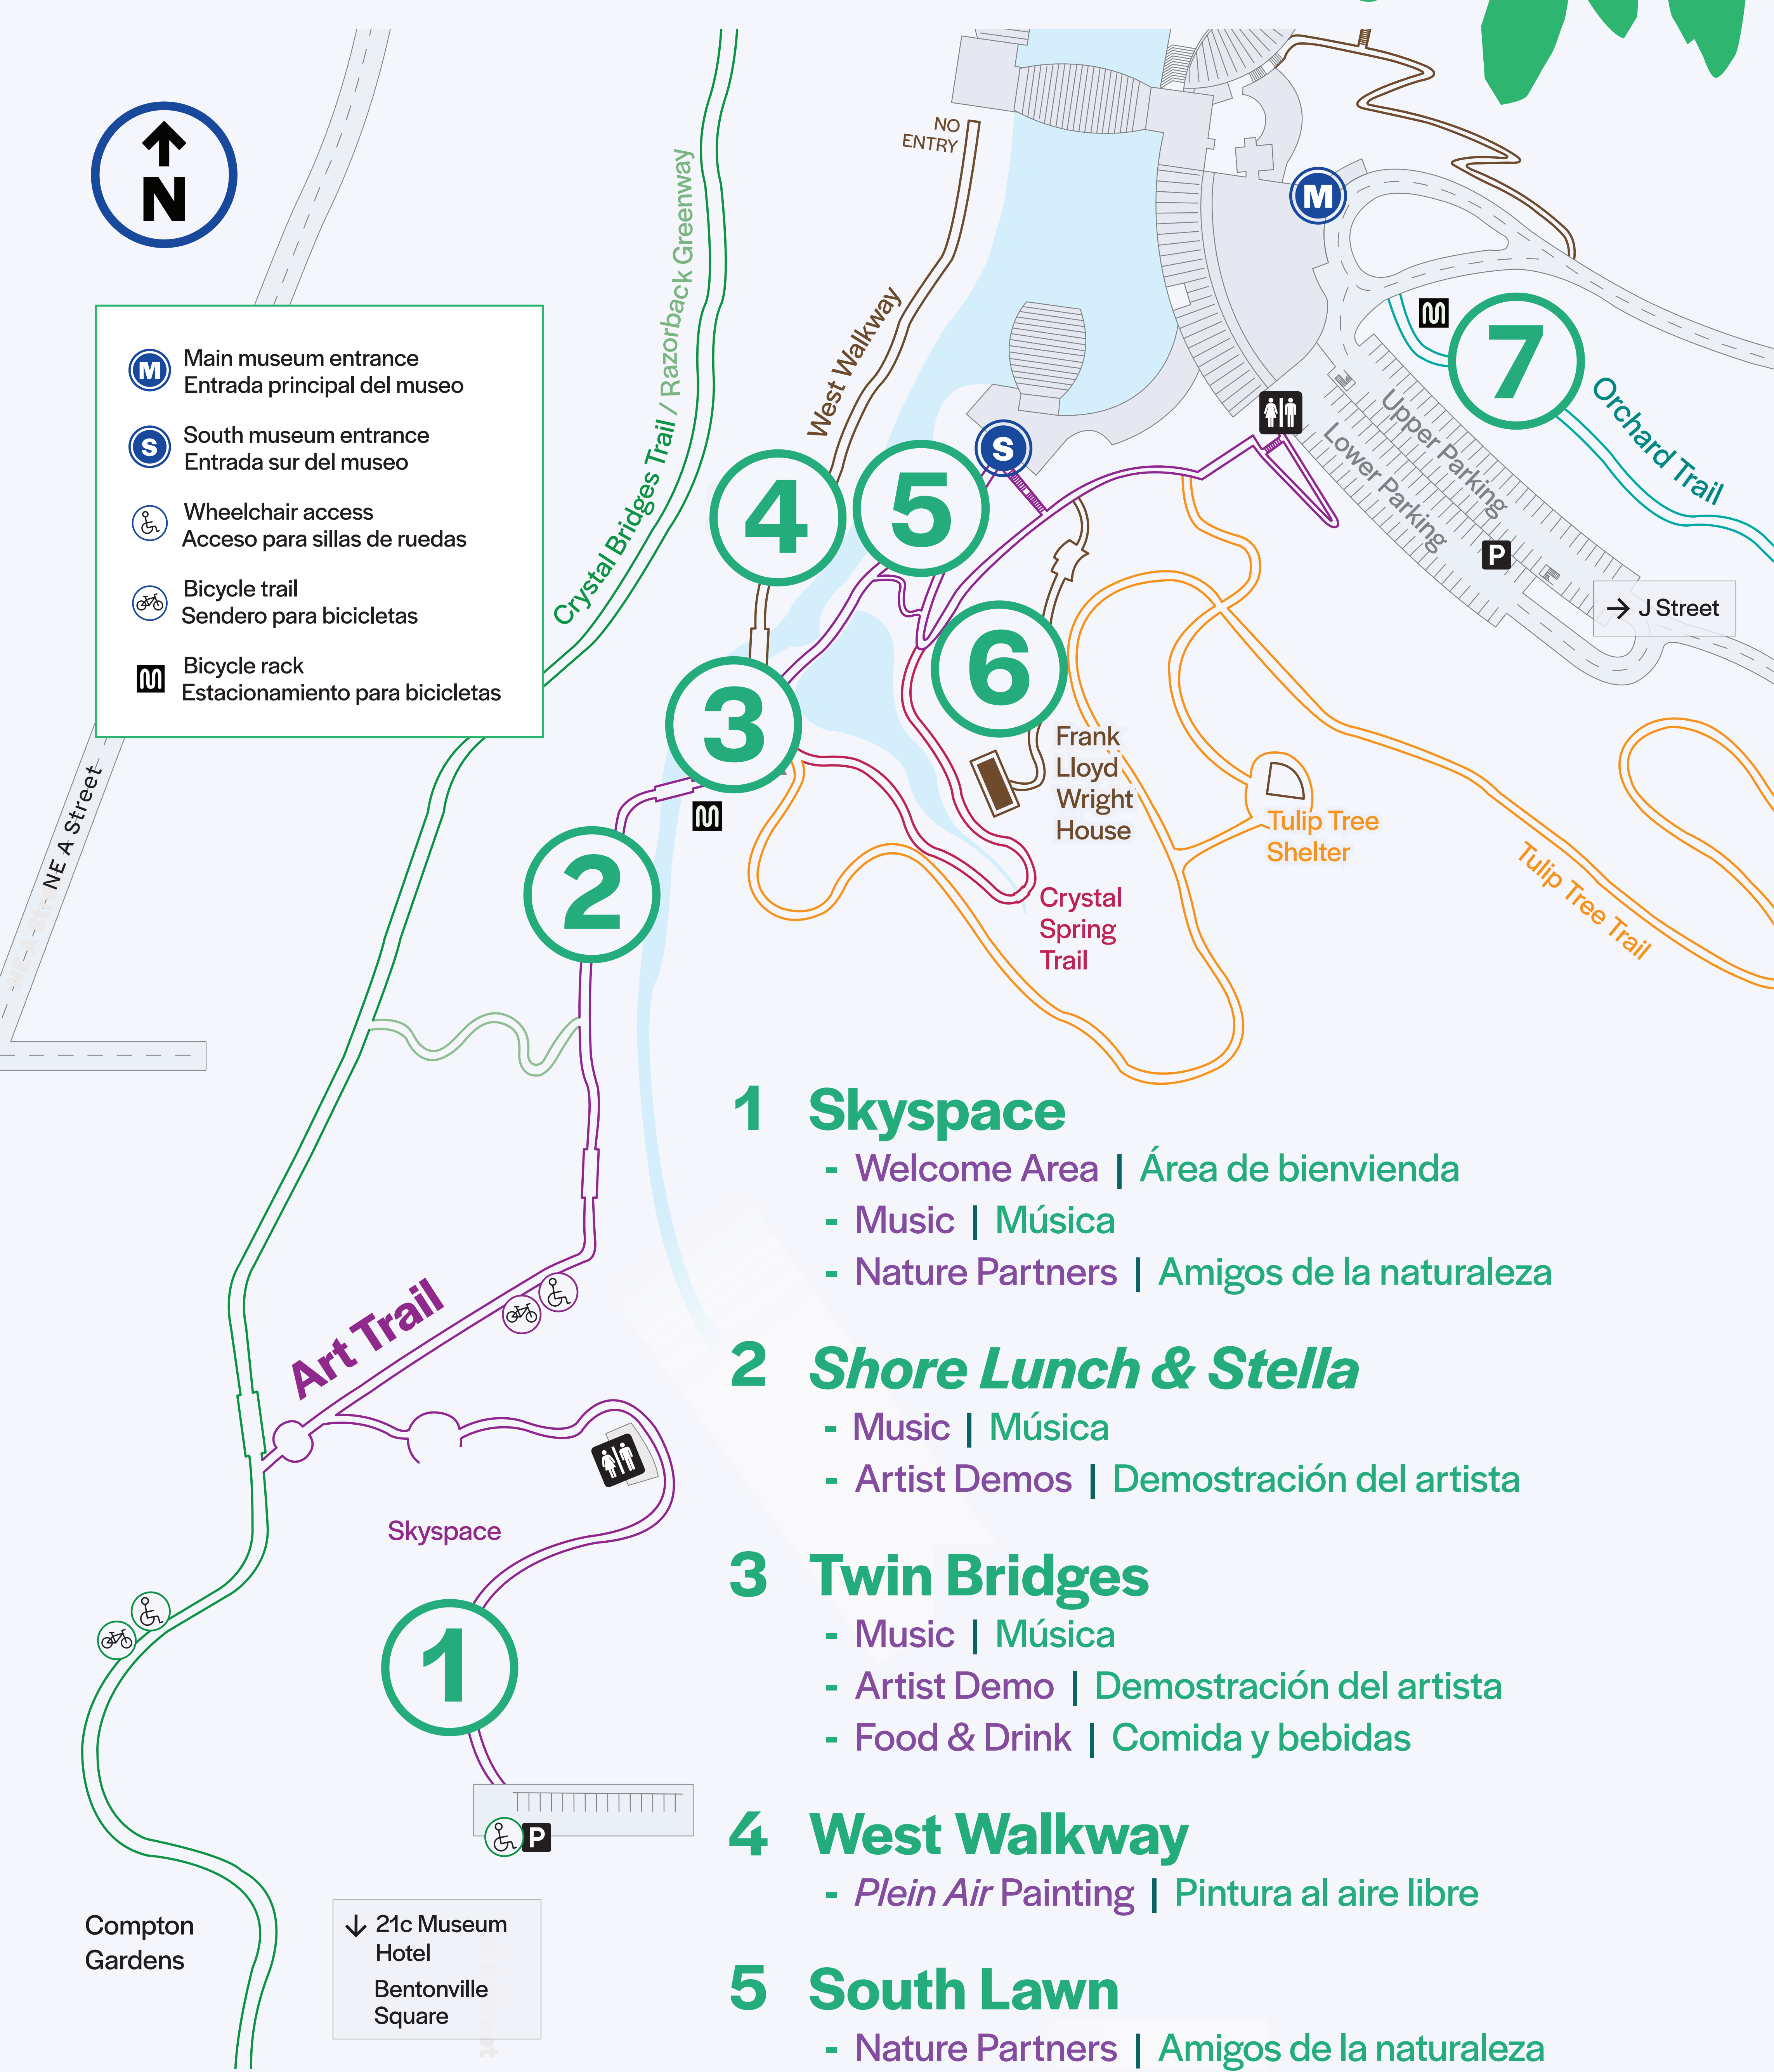 N
NO
ENTRY
M
Main museum entrance
Entrada principal del museo
S
South museum entrance
Entrada sur del museo
Wheelchair access
Acceso para sillas de ruedas
Bicycle trail
Sendero para bicicletas
Bicycle rack
Estacionamiento para bicicletas
Crystal Bridges Trail / Razorback Greenway
West Walkway
M
7
Orchard Trail
Upper Parking
Lower Parking
P
→ J Street
S
4
5
6
3
2
NE A Street
Frank
Lloyd
Wright
House
Tulip Tree
Shelter
Tulip Tree Trail
Crystal
Spring
Trail
Art Trail
Skyspace
1
P
Compton
Gardens
↓ 21c Museum
Hotel
Bentonville
Square
1 Skyspace
- Welcome Area | Área de bienvienda
- Music | Música
- Nature Partners | Amigos de la naturaleza
2 Shore Lunch & Stella
- Music | Música
- Artist Demos | Demostración del artista
3 Twin Bridges
- Music | Música
- Artist Demo | Demostración del artista
- Food & Drink | Comida y bebidas
4 West Walkway
- Plein Air Painting | Pintura al aire libre
5 South Lawn
- Nature Partners | Amigos de la naturaleza